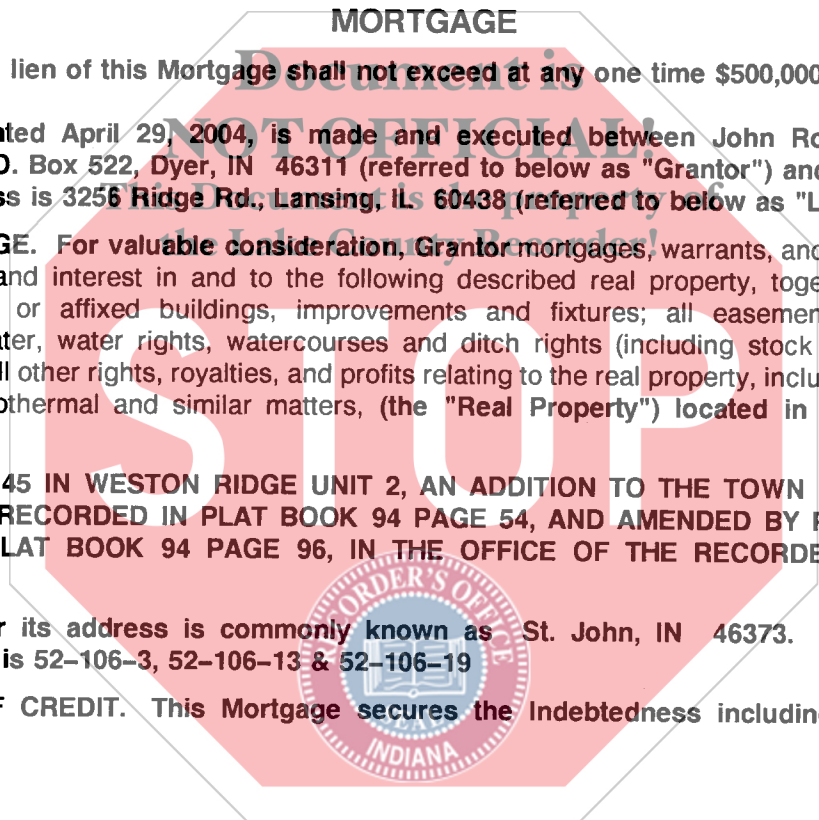 MORTGAGE
Document is
lien of this Mortgage shall not exceed at any one time $500,000
NOT OFFICIAL!
ated April 29, 2004, is made and executed between John Ro
O. Box 522, Dyer, IN 46311 (referred to below as "Grantor") and
This Document is the property of
ss is 3256 Ridge Rd., Lansing, IL 60438 (referred to below as "L
the Lake County Recorder!
GE. For valuable consideration, Grantor mortgages, warrants, and
and interest in and to the following described real property, toge
or affixed buildings, improvements and fixtures; all easemen
ater, water rights, watercourses and ditch rights (including stock
ll other rights, royalties, and profits relating to the real property, inclu
othermal and similar matters, (the "Real Property") located in
STOP
45 IN WESTON RIDGE UNIT 2, AN ADDITION TO THE TOWN
RECORDED IN PLAT BOOK 94 PAGE 54, AND AMENDED BY P
LAT BOOK 94 PAGE 96, IN THE OFFICE OF THE RECORDE
RECORDER'S OFFICE
r its address is commonly known as St. John, IN 46373.
is 52-106-3, 52-106-13 & 52-106-19
SEAL
F CREDIT. This Mortgage secures the Indebtedness including
INDIANA